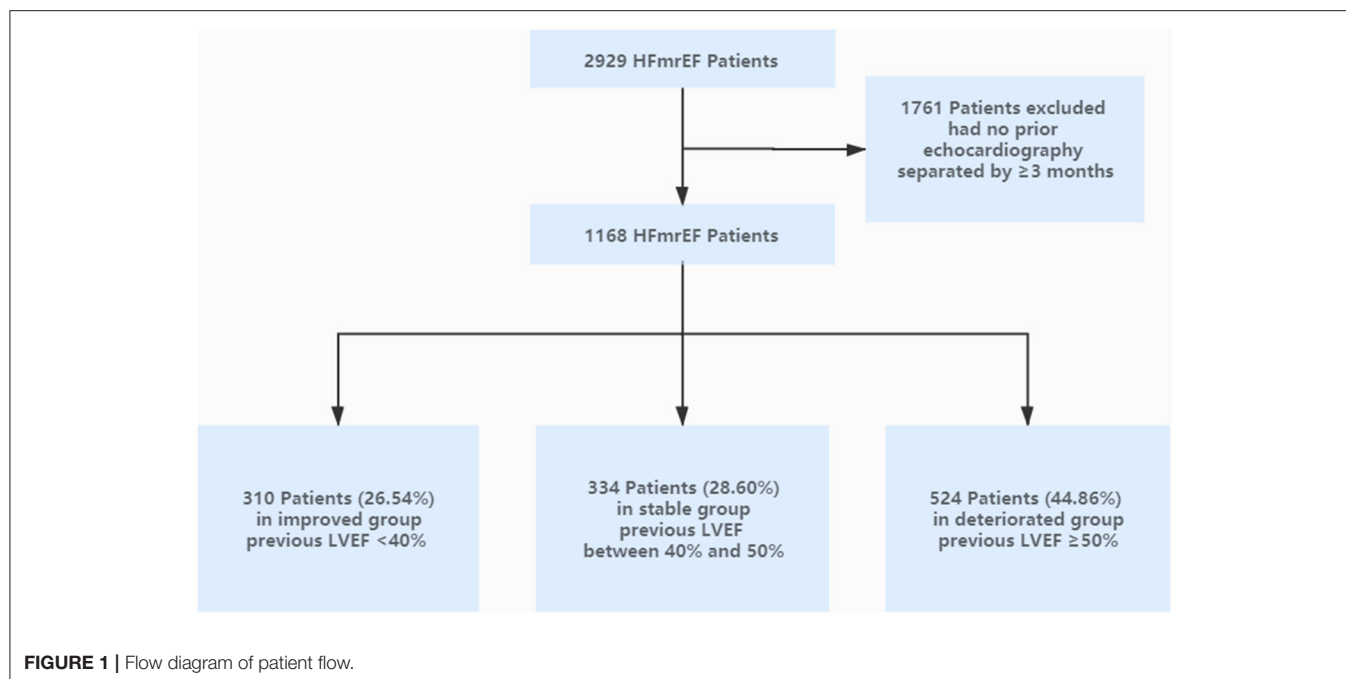 2929 HFmrEF Patients
1761 Patients excluded
had no prior
echocardiography
separated by ≥3 months
1168 HFmrEF Patients
310 Patients (26.54%)
in improved group
previous LVEF <40%
334 Patients (28.60%)
in stable group
previous LVEF
between 40% and 50%
524 Patients (44.86%)
in deteriorated group
previous LVEF ≥50%
FIGURE 1 | Flow diagram of patient flow.